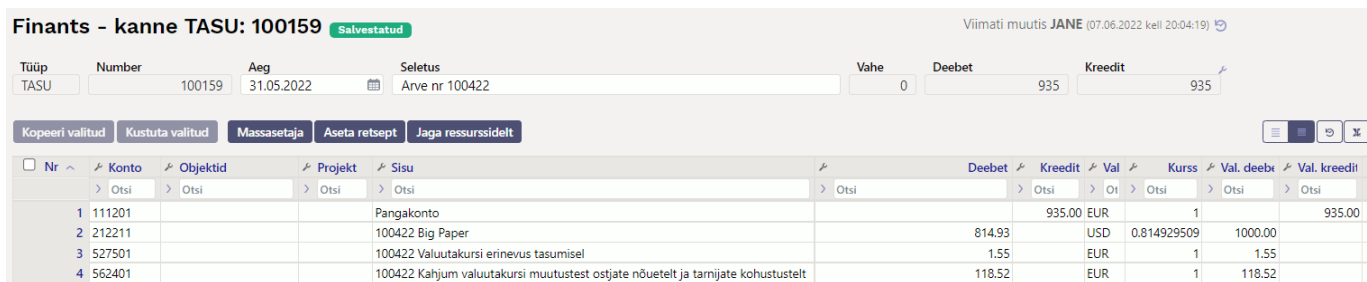 Finants - kanne TASU: 100159 Salvestatud Viimati muutis JANE (07.06.2022 kell 20:04:19)
Tüüp Number Aeg Seletus Vahe Deebet Kreedit
TASU 100159 31.05.2022 Arve nr 100422 0 935 935
Kopeeri valitud Kustuta valitud Massasetaja Aseta retsept Jaga ressurssidelt
Nr Konto Objektid Projekt Sisu Deebet Kreedit Val Kurss Val. deebe Val. kreedit
> Otsi > Otsi > Otsi > Otsi > Otsi > Otsi > Ot > Otsi > Otsi > Otsi
1 111201 Pangakonto 935.00 EUR 1 935.00
2 212211 100422 Big Paper 814.93 USD 0.814929509 1000.00
3 527501 100422 Valuutakursi erinevus tasumisel 1.55 EUR 1 1.55
4 562401 100422 Kahjum valuutakursi muutustest ostjate nõuetelt ja tarnijate kohustustelt 118.52 EUR 1 118.52